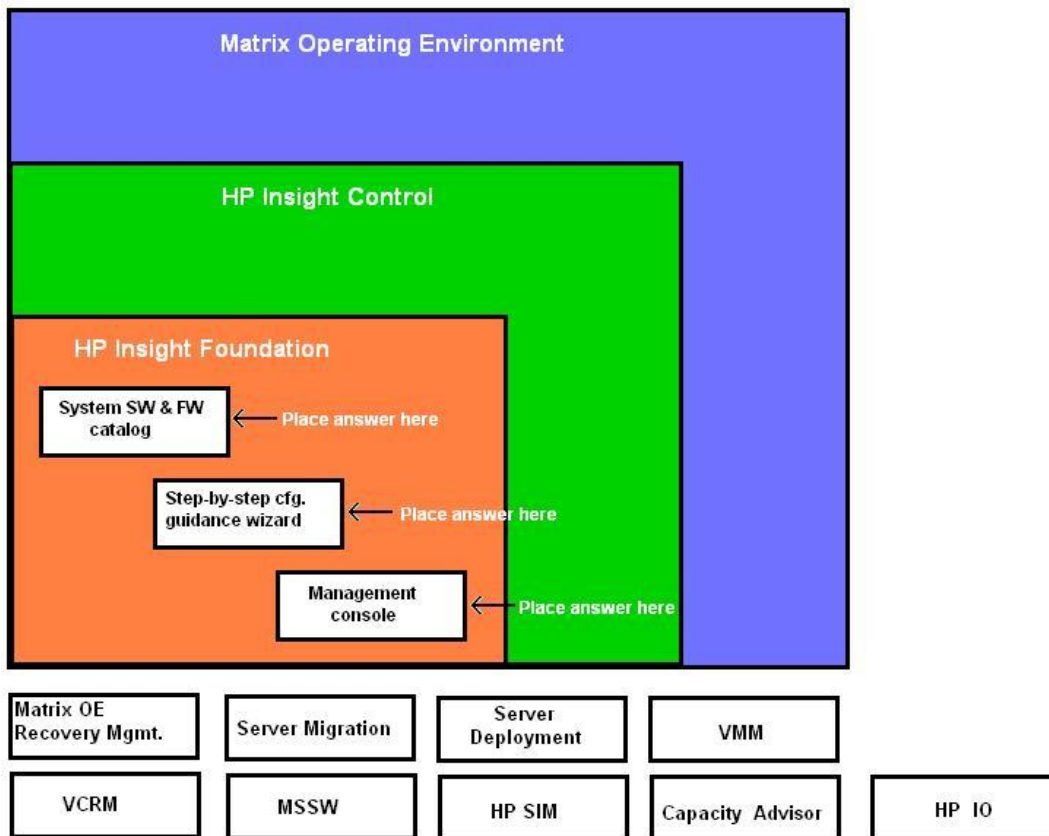 Matrix Operating Environment
HP Insight Control
HP Insight Foundation
System SW & FW
catalog
Place answer here
Step-by-step cfg.
guidance wizard
Place answer here
Management
console
Place answer here
Matrix OE
Recovery Mgmt.
Server Migration
Server
Deployment
VMM
VCRM
MSSW
HP SIM
Capacity Advisor
HP IO